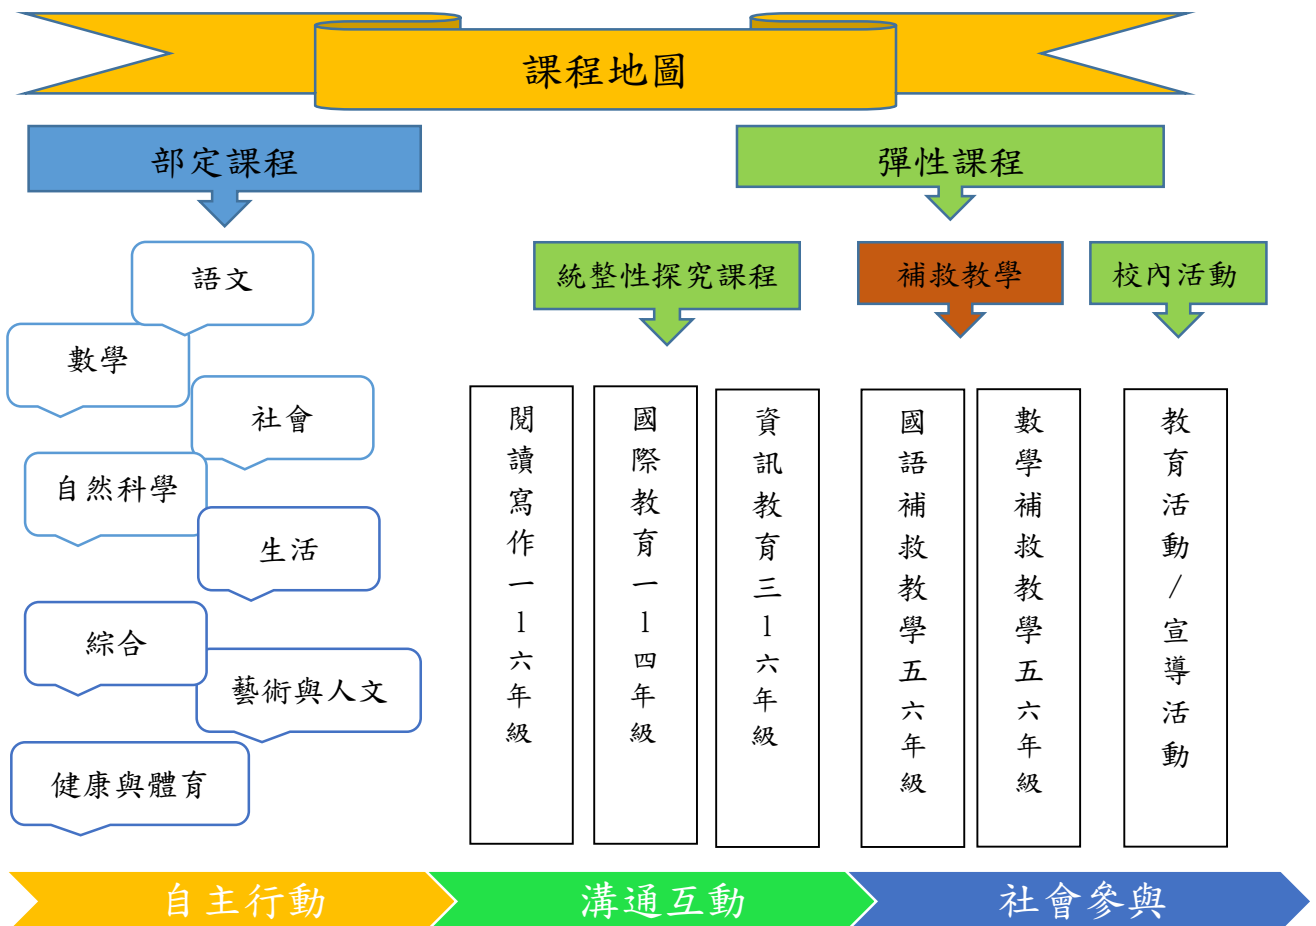 課程地圖
部定課程
彈性課程
語文
數學
社會
自然科學
生活
綜合
藝術與人文
健康與體育
統整性探究課程
補救教學
校內活動
閱讀寫作一1六年級
國際教育一1四年級
資訊教育三1六年級
國語補救教學五六年級
數學補救教學五六年級
教育活動/宣導活動
自主行動
溝通互動
社會參與